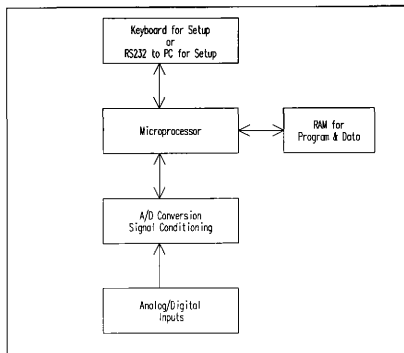 Keyboard for Setup
or
RS232 to PC for Setup
Microprocessor
RAM for
Program & Data
A/D Conversion
Signal Conditioning
Analog/Digital
Inputs